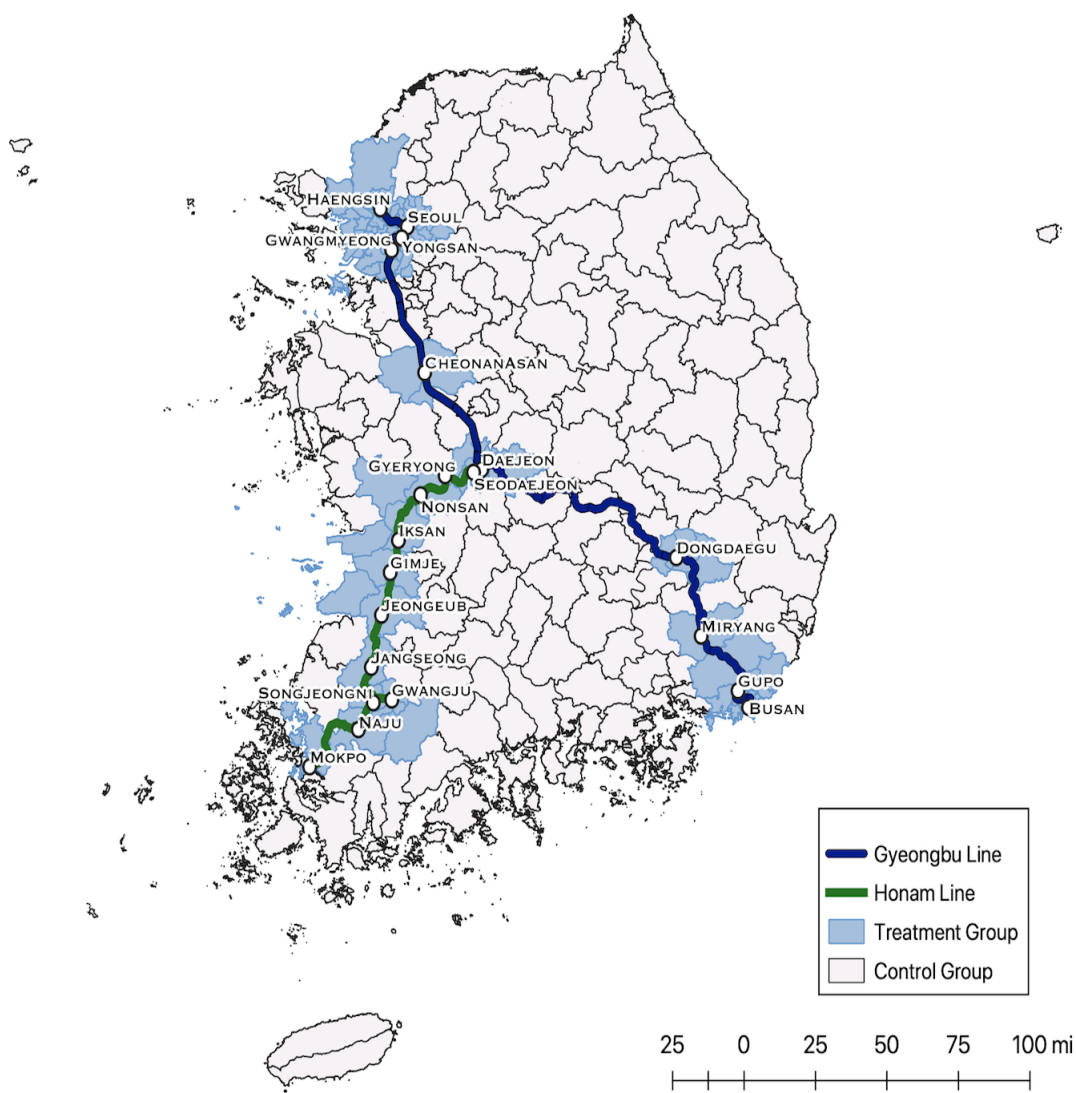 HAENGSIN
SEOUL
GWANGMYEONG
YONGSAN
CHEONANASAN
DAEJEON
GYERYONG
SEODAEJEON
NONSAN
IKSAN
DONGDAEGU
GIMJE
JEONGEUB
MIRYANG
JANGSEONG
GUPO
SONGJEONGNI
GWANGJU
BUSAN
NAJU
MOKPO
Gyeongbu Line
Honam Line
Treatment Group
Control Group
25 0 25 50 75 100 mi